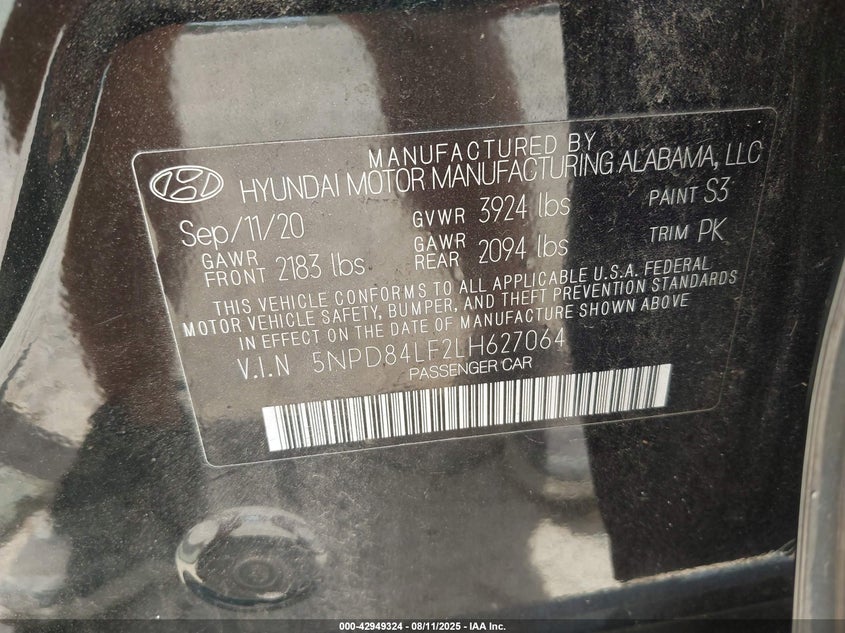 MANUFACTURED BY
HYUNDAI MOTOR MANUFACTURING ALABAMA, LLC
Sep/11/20 GVWR 3924 lbs PAINT S3
GAWR FRONT 2183 lbs GAWR REAR 2094 lbs TRIM PK
THIS VEHICLE CONFORMS TO ALL APPLICABLE U.S.A. FEDERAL
MOTOR VEHICLE SAFETY, BUMPER, AND THEFT PREVENTION STANDARDS
IN EFFECT ON THE DATE OF MANUFACTURE SHOWN ABOVE
V.I.N 5NPD84LF2LH627064
PASSENGER CAR
000-42949324 - 08/11/2025 - IAA Inc.